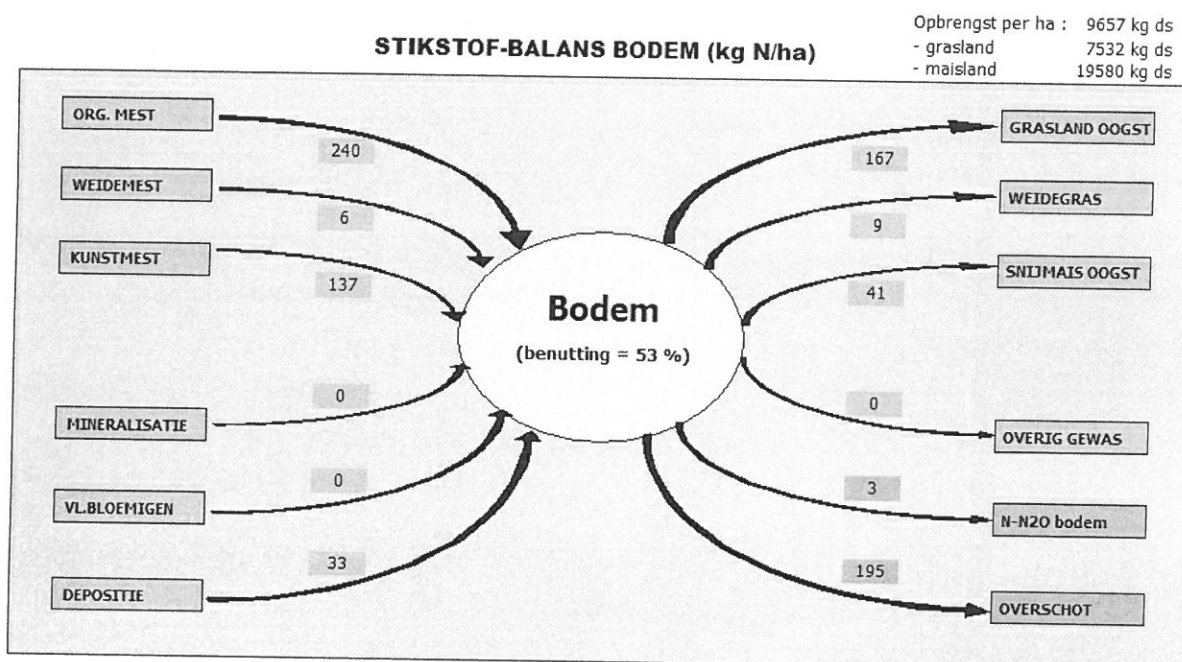 Opbrengst per ha : 9657 kg ds
- grasland 7532 kg ds
- maisland 19580 kg ds
STIKSTOF-BALANS BODEM (kg N/ha)
ORG. MEST
240
WEIDEMEST
6
KUNSTMEST
137
MINERALISATIE
0
VL.BLOEMIGEN
0
DEPOSITIE
33
Bodem
(benutting = 53 %)
GRASLAND OOGST
167
WEIDEGRAS
9
SNIJMAIS OOGST
41
OVERIG GEWAS
0
N-N2O bodem
3
OVERSCHOT
195